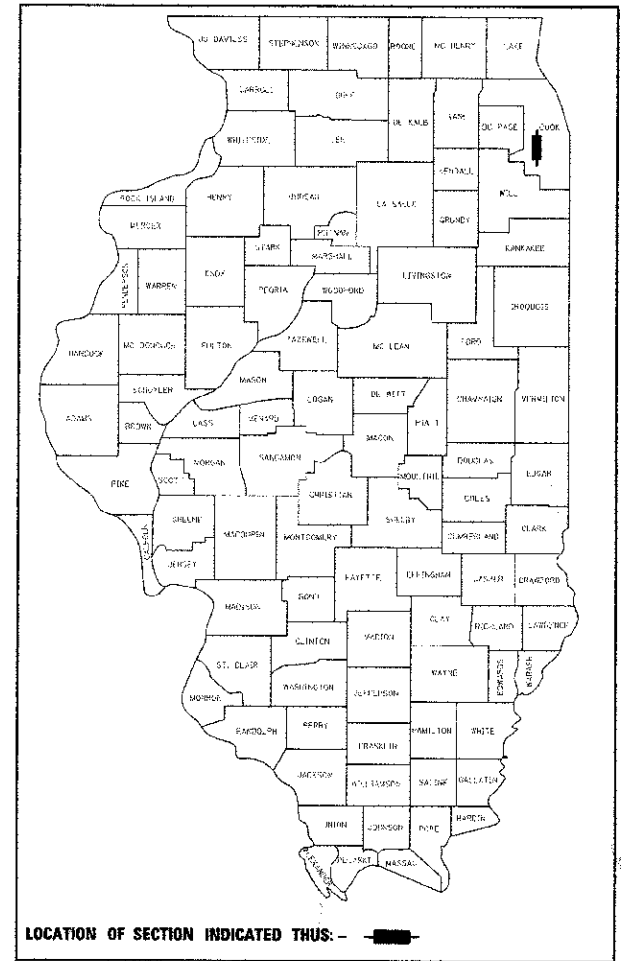 JO DAVIESS STEPHENSON WINNEBAGO BOONE MC HENRY LAKE
CARROLL OGLE
DE KALB KANE DU PAGE COOK
WHITESIDE LEE
KENDALL WILL
ROCK ISLAND HENRY BUREAU LA SALLE
GRUNDY
MERCER PUTNAM KANKAKEE
STARK MARSHALL LIVINGSTON
HENDERSON WARREN KNOX PEORIA WOODFORD IROQUOIS
FORD
HANCOCK MC DONOUGH FULTON TAZEWELL MC LEAN
MASON
SCHUYLER LOGAN DE WITT CHAMPAIGN VERMILION
ADAMS BROWN CASS MENARD PIATT
MACON
MORGAN SANGAMON DOUGLAS
PIKE SCOTT MOULTRIE EDGAR
CHRISTIAN COLES
GREENE SHELBY CLARK
CALHOUN MACOUPIN MONTGOMERY CUMBERLAND
JERSEY FAYETTE EFFINGHAM JASPER CRAWFORD
BOND
MADISON CLAY RICHLAND LAWRENCE
CLINTON MARION
ST. CLAIR WAYNE EDWARDS WABASH
WASHINGTON JEFFERSON
MONROE
RANDOLPH PERRY HAMILTON WHITE
FRANKLIN
JACKSON WILLIAMSON SALINE GALLATIN
HARDIN
UNION JOHNSON POPE
ALEXANDER PULASKI MASSAC
LOCATION OF SECTION INDICATED THUS: -